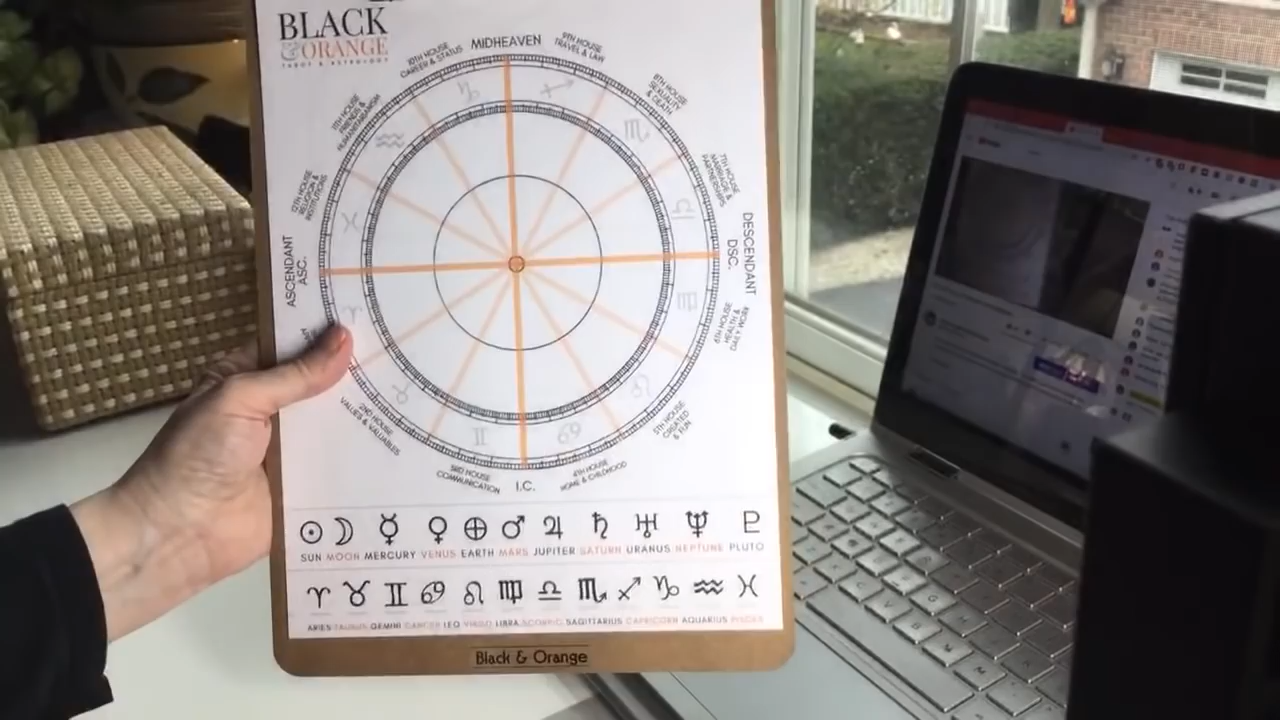 BLACK
&ORANGE
TAROT & ASTROLOGY
MIDHEAVEN
9TH HOUSE
TRAVEL & LAW
8TH HOUSE
SEXUALITY
& DEATH
7TH HOUSE
MARRIAGE &
PARTNERSHIPS
DESCENDANT
DSC.
6TH HOUSE
HEALTH &
DAILY WORK
5TH HOUSE
CREATED
& FUN
4TH HOUSE
HOME & CHILDHOOD
I.C.
3RD HOUSE
COMMUNICATION
2ND HOUSE
VALUES & VALUABLES
ASCENDANT
ASC.
12TH HOUSE
RELIGION &
INSTITUTIONS
11TH HOUSE
FRIENDS &
HUMANITARIANISM
10TH HOUSE
CAREER & STATUS
SUN MOON MERCURY VENUS EARTH MARS JUPITER SATURN URANUS NEPTUNE PLUTO
ARIES TAURUS GEMINI CANCER LEO VIRGO LIBRA SCORPIO SAGITTARIUS CAPRICORN AQUARIUS PISCES
Black & Orange